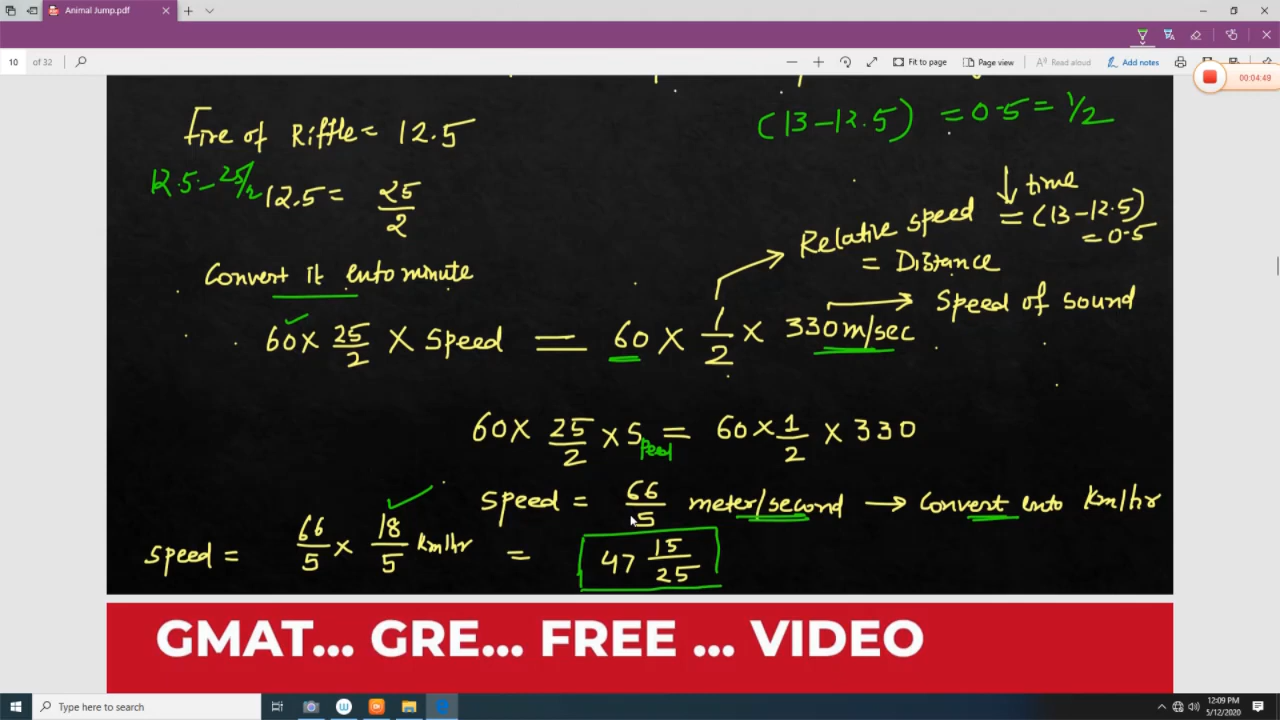 Animal Jump.pdf
10 of 32
Fit to page
Page view
Read aloud
Add notes
00:04:49
(13-12.5) = 0.5 = 1/2
Fire of Riffle = 12.5
12.5 - 25/2
12.5 = 25/2
time
Relative speed = (13-12.5)
= 0.5
= Distance
Convert It into minute
Speed of sound
60 × 25/2 × Speed = 60 × 1/2 × 330m/sec
60 × 25/2 × Speed = 60 × 1/2 × 330
Speed = 66/5 meter/second → Convert into Km/hr
Speed = 66/5 × 18/5 Km/hr = 47 15/25
GMAT... GRE... FREE ... VIDEO
Type here to search
12:09 PM
5/12/2020